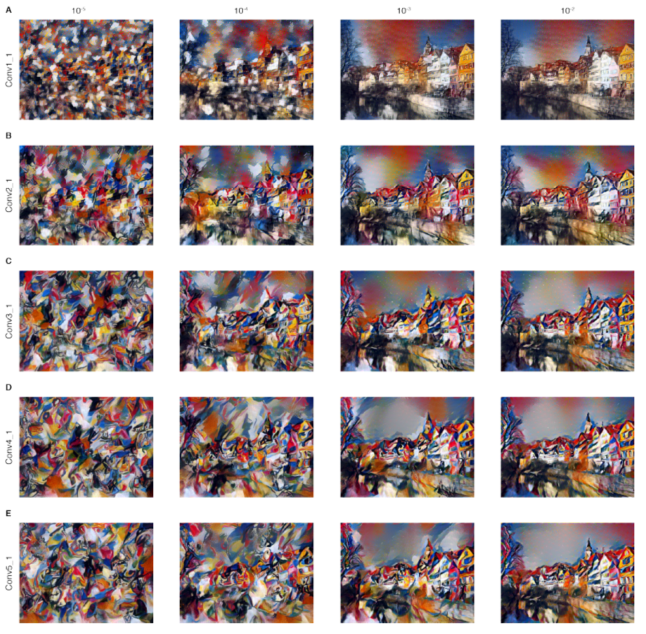 A 10⁻⁵ 10⁻⁴ 10⁻³ 10⁻²
Conv1_1
B
Conv2_1
C
Conv3_1
D
Conv4_1
E
Conv5_1